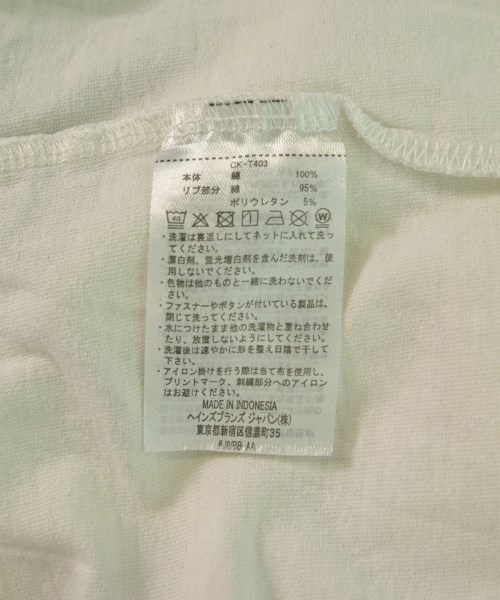 CK-T403
本体 綿 100%
リブ部分 綿 95%
ポリウレタン 5%
40 W
・洗濯は裏返しにしてネットに入れて洗っ
てください。
・漂白剤、蛍光増白剤を含んだ洗剤は、使
用しないでください。
・色物は他のものと一緒に洗わないでくだ
さい。
・ファスナーやボタンが付いている製品は、
閉じて洗ってください。
・水につけたまま他の洗濯物と重ね合わせ
たり、放置しないようにしてください。
・洗濯後は速やかに形を整え日陰で干して
下さい。
・アイロン掛けを行う際は当て布を使用し、
プリントマーク、刺繍部分へのアイロン
はお避けください。
MADE IN INDONESIA
ヘインズブランズ ジャパン(株)
東京都新宿区信濃町35